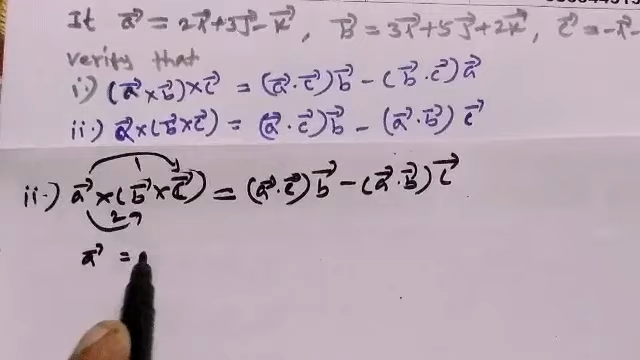 If a⃗ = 2i⃗+3j⃗-k⃗, b⃗ = 3i⃗+5j⃗+2k⃗, c⃗ = -i⃗-
verify that
i.) (a⃗×b⃗)×c⃗ = (a⃗.c⃗)b⃗ - (b⃗.c⃗)a⃗
ii.) a⃗×(b⃗×c⃗) = (a⃗.c⃗)b⃗ - (a⃗.b⃗)c⃗
ii.) a⃗×(b⃗×c⃗) = (a⃗.c⃗)b⃗-(a⃗.b⃗)c⃗
1
2
a⃗ =